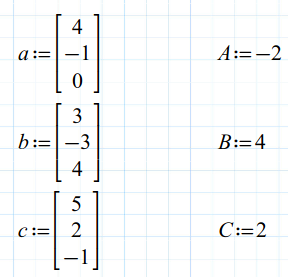 a:=[4 -1 0] A:=-2
b:=[3 -3 4] B:=4
c:=[5 2 -1] C:=2